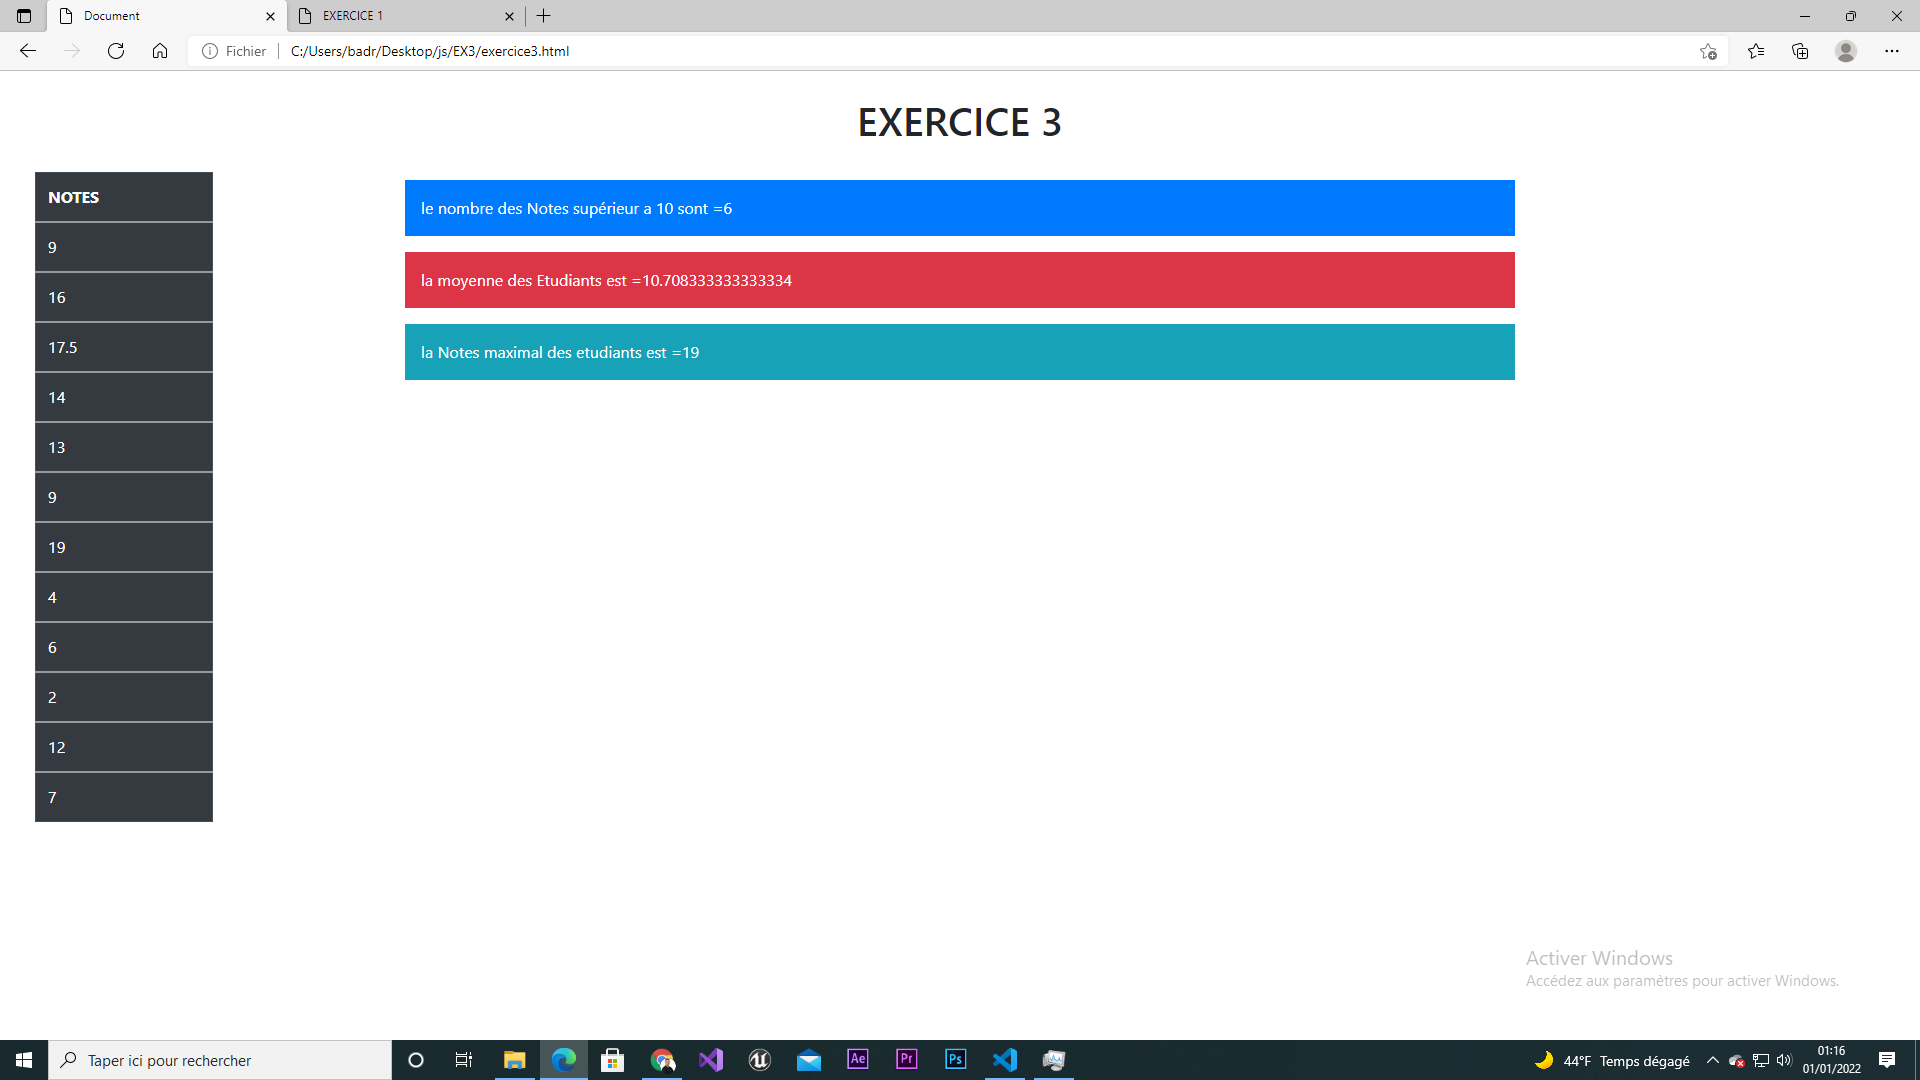 Document
EXERCICE 1
Fichier
C:/Users/badr/Desktop/js/EX3/exercice3.html
EXERCICE 3
NOTES
9
16
17.5
14
13
9
19
4
6
2
12
7
le nombre des Notes supérieur a 10 sont =6
la moyenne des Etudiants est =10.708333333333334
la Notes maximal des etudiants est =19
Activer Windows
Accédez aux paramètres pour activer Windows.
Taper ici pour rechercher
Ae
Pr
Ps
44°F Temps dégagé
01:16
01/01/2022